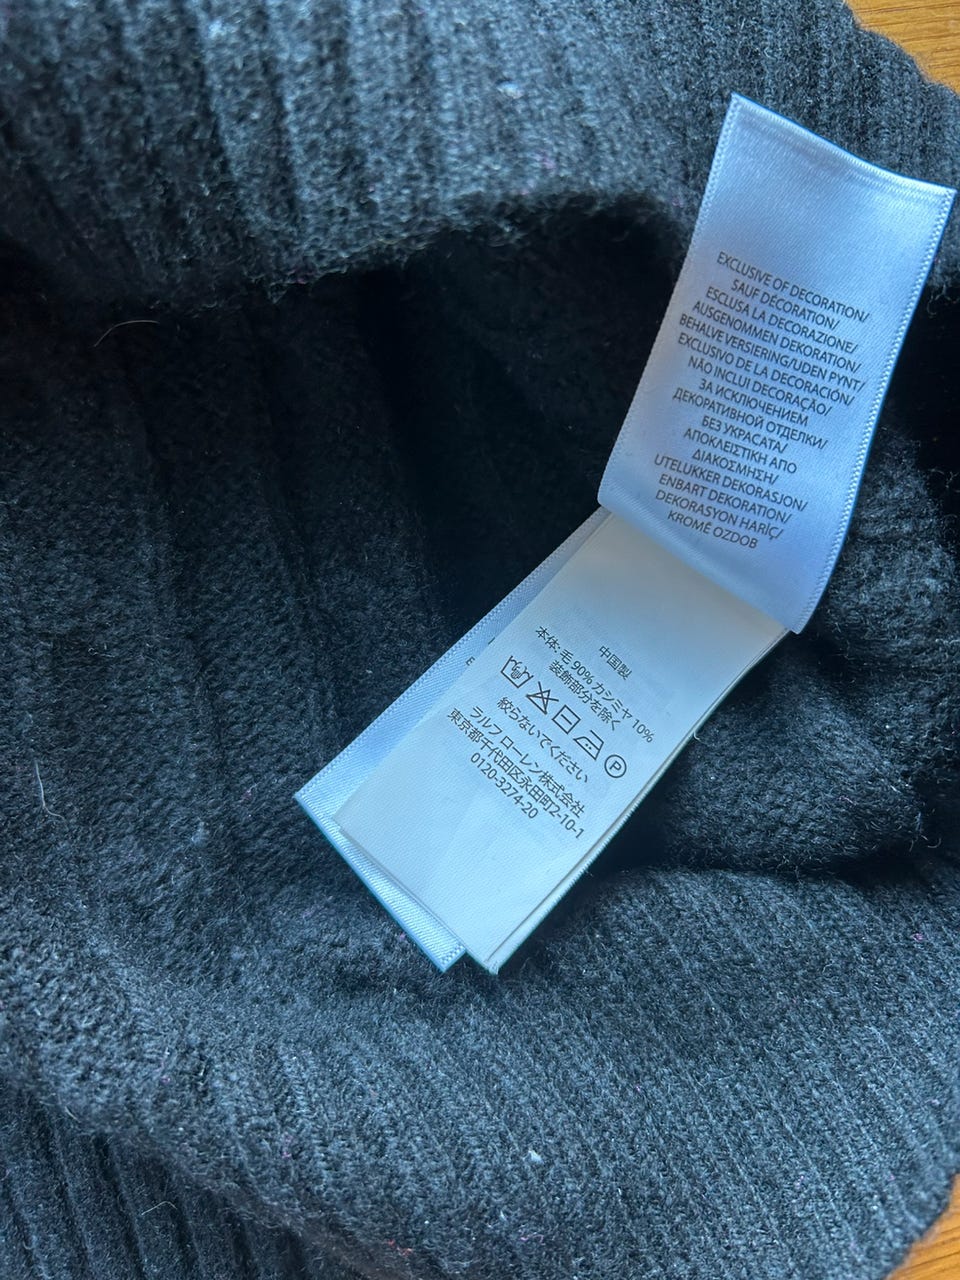 EXCLUSIVE OF DECORATION/
SAUF DÉCORATION/
ESCLUSA LA DECORAZIONE/
AUSGENOMMEN DEKORATION/
BEHALVE VERSIERING/UDEN PYNT/
EXCLUSIVO DE LA DECORACIÓN/
NÃO INCLUI DECORAÇÃO/
ЗА ИСКЛЮЧЕНИЕМ
ДЕКОРАТИВНОЙ ОТДЕЛКИ/
БЕЗ УКРАСАТА/
ΑΠΟΚΛΕΙΣΤΙΚΗ ΑΠΟ
ΔΙΑΚΟΣΜΗΣΗ/
UTELUKKER DEKORASJON/
ENBART DEKORATION/
DEKORASYON HARİÇ/
KROMĖ OZDOB
中国製
本体: 毛 90% カシミヤ 10%
装飾部分を除く
P
絞らないでください
ラルフ ローレン株式会社
東京都千代田区永田町2-10-1
0120-3274-20